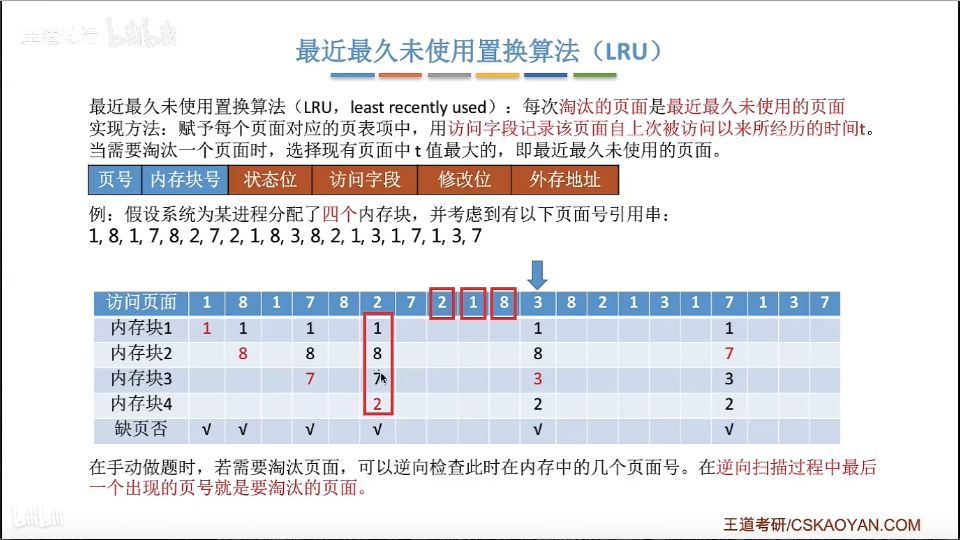 王道考研 bilibili
最近最久未使用置换算法（LRU）
最近最久未使用置换算法（LRU，least recently used）：每次淘汰的页面是最近最久未使用的页面
实现方法：赋予每个页面对应的页表项中，用访问字段记录该页面自上次被访问以来所经历的时间t。
当需要淘汰一个页面时，选择现有页面中 t 值最大的，即最近最久未使用的页面。
页号 内存块号 状态位 访问字段 修改位 外存地址
例：假设系统为某进程分配了四个内存块，并考虑到有以下页面号引用串：
1, 8, 1, 7, 8, 2, 7, 2, 1, 8, 3, 8, 2, 1, 3, 1, 7, 1, 3, 7
访问页面 1 8 1 7 8 2 7 2 1 8 3 8 2 1 3 1 7 1 3 7
内存块1 1 1 1 1 1 1
内存块2 8 8 8 8 7
内存块3 7 7 3 3
内存块4 2 2 2
缺页否 √ √ √ √ √ √
在手动做题时，若需要淘汰页面，可以逆向检查此时在内存中的几个页面号。在逆向扫描过程中最后
一个出现的页号就是要淘汰的页面。
bilibili
王道考研/CSKAOYAN.COM